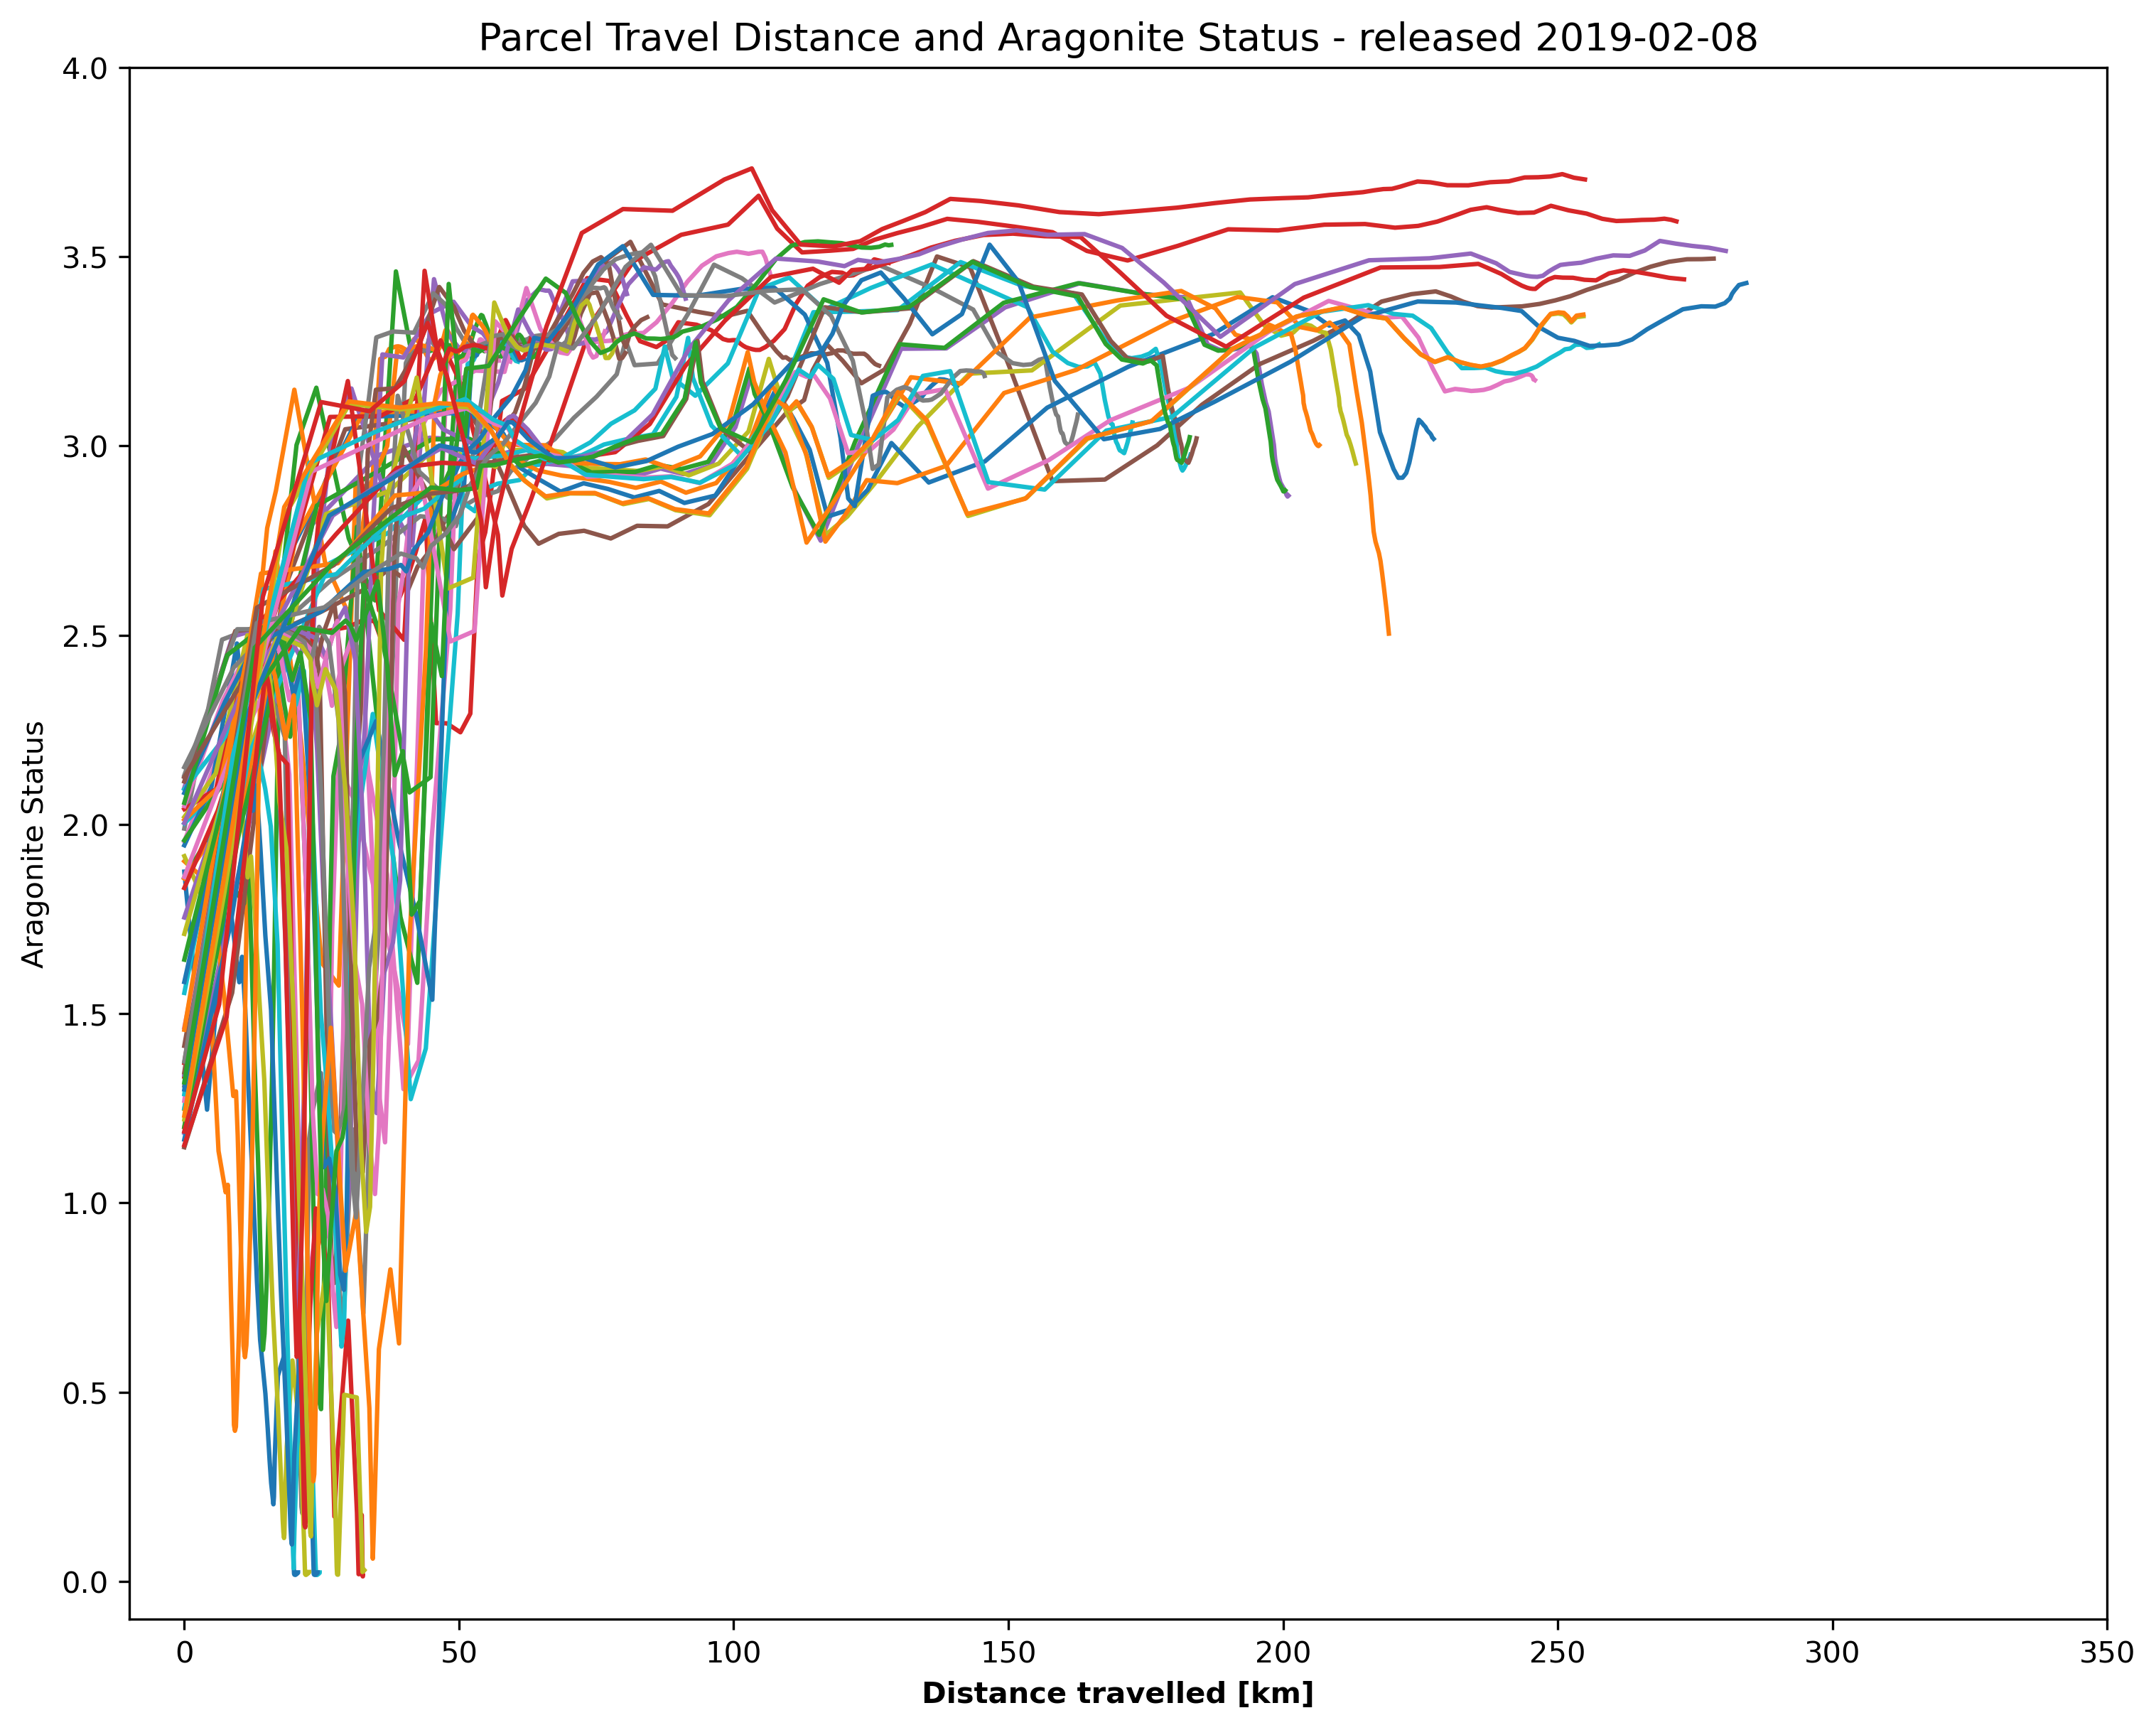 Parcel Travel Distance and Aragonite Status - released 2019-02-08
4.0
3.5
3.0
2.5
2.0
1.5
1.0
0.5
0.0
Aragonite Status
0 50 100 150 200 250 300 350
Distance travelled [km]